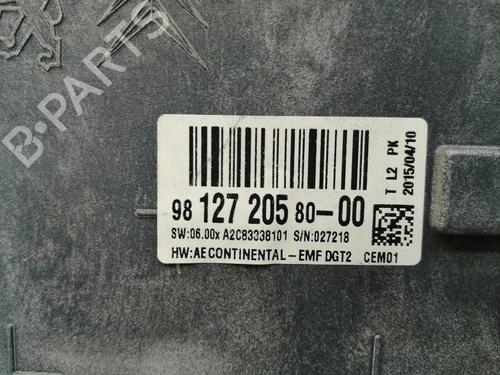 B-PARTS
98 127 205 80-00
SW:06.00x A2C83338101 S/N:027218
HW:AE CONTINENTAL-EMF DGT2 CEM01
T L2 PK
2015/04/10